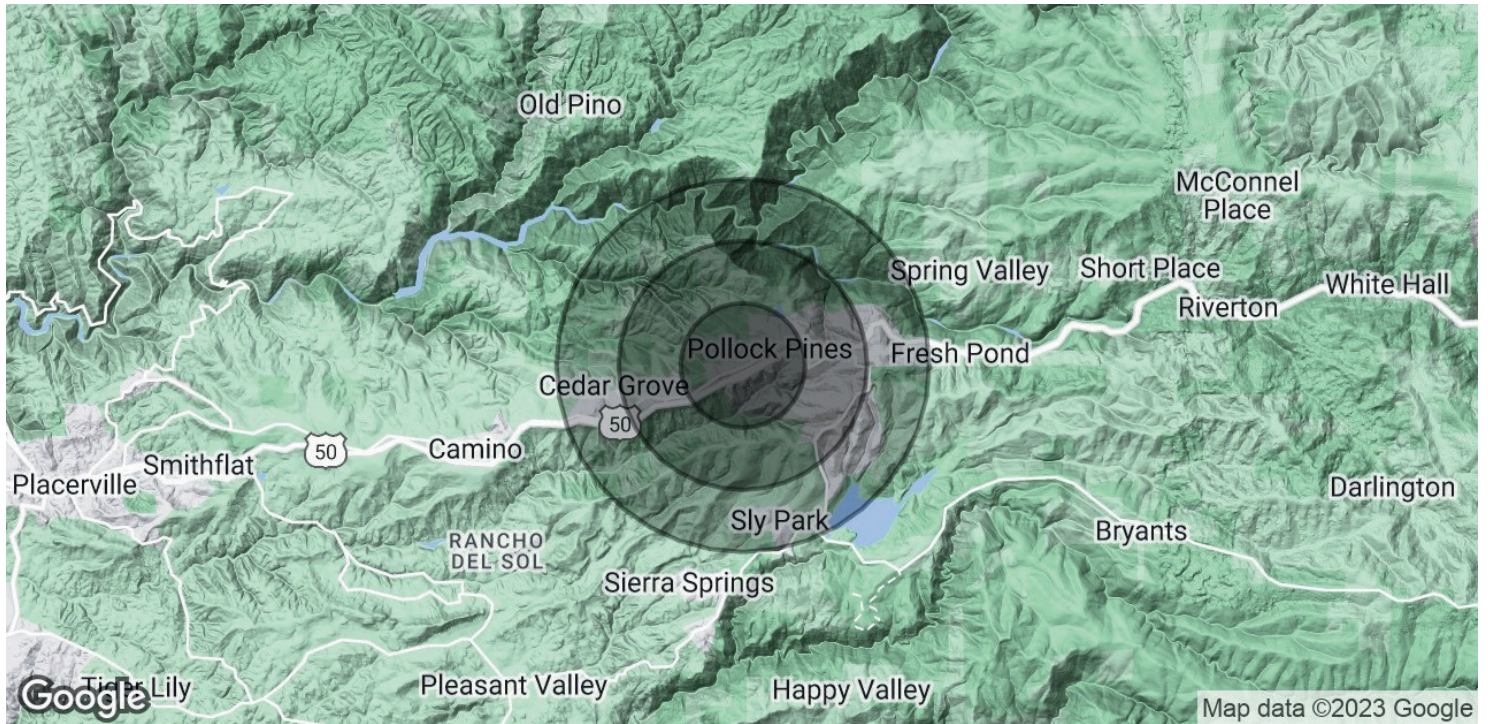 Old Pino
McConnel
Place
Spring Valley
Short Place
White Hall
Riverton
Pollock Pines
Fresh Pond
Cedar Grove
50
50
Camino
Smithflat
Placerville
Darlington
Sly Park
Bryants
RANCHO
DEL SOL
Sierra Springs
Tiger Lily
Pleasant Valley
Happy Valley
Google
Map data ©2023 Google